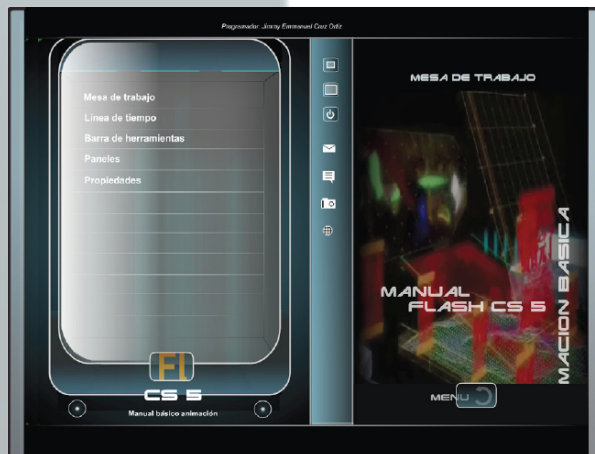 Programador: Jimmy Emmanuel Cruz Ortiz
Mesa de trabajo
Línea de tiempo
Barra de herramientas
Paneles
Propiedades
Fl
CS 5
Manual básico animación
MESA DE TRABAJO
MANUAL
FLASH CS 5
MACION BASICA
MENU